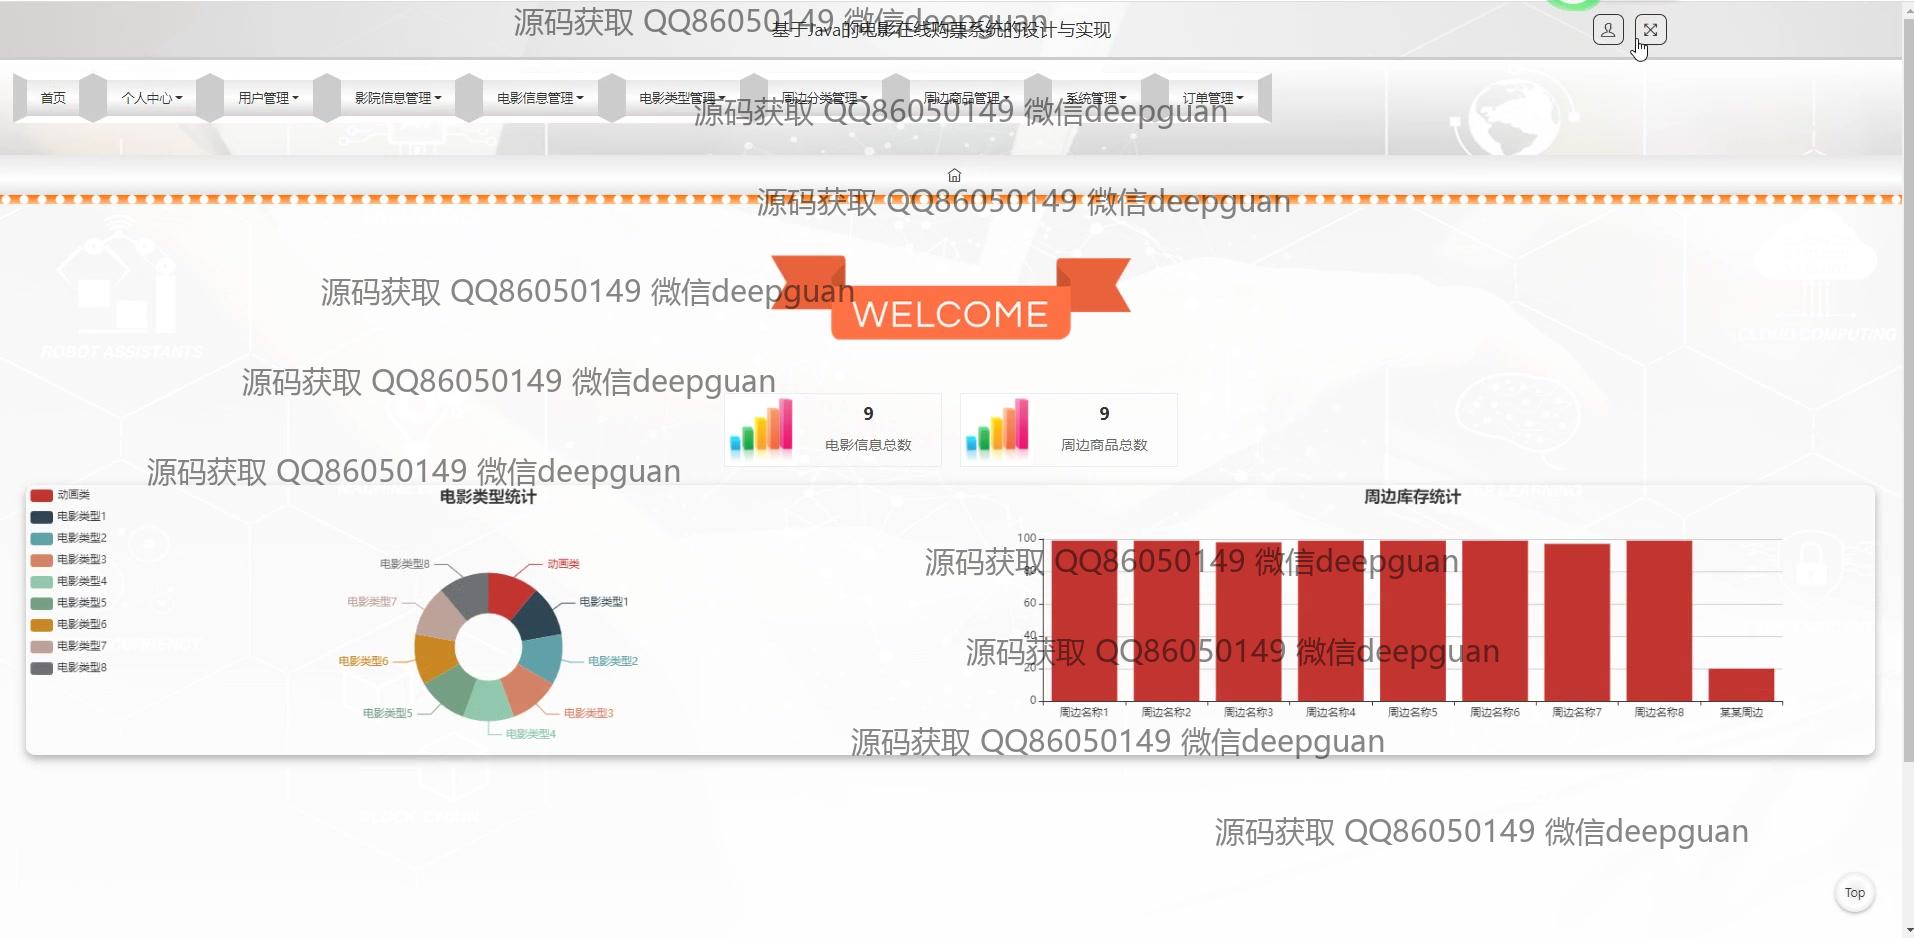 源码获取 QQ86050149 微信deepguan
基于Java的电影在线购票系统的设计与实现
首页
个人中心
用户管理
影院信息管理
电影信息管理
电影类型管理
周边分类管理
周边商品管理
系统管理
订单管理
源码获取 QQ86050149 微信deepguan
源码获取 QQ86050149 微信deepguan
源码获取 QQ86050149 微信deepguan
WELCOME
ROBOT ASSISTANTS
CLOUD COMPUTING
源码获取 QQ86050149 微信deepguan
9
电影信息总数
9
周边商品总数
源码获取 QQ86050149 微信deepguan
电影类型统计
动画类
电影类型1
电影类型2
电影类型3
电影类型4
电影类型5
电影类型6
电影类型7
电影类型8
电影类型8
动画类
电影类型7
电影类型1
电影类型6
电影类型2
电影类型5
电影类型3
电影类型4
周边库存统计
100
80
60
40
20
0
周边名称1
周边名称2
周边名称3
周边名称4
周边名称5
周边名称6
周边名称7
周边名称8
某某周边
源码获取 QQ86050149 微信deepguan
源码获取 QQ86050149 微信deepguan
源码获取 QQ86050149 微信deepguan
BLOCK CHAIN
源码获取 QQ86050149 微信deepguan
Top